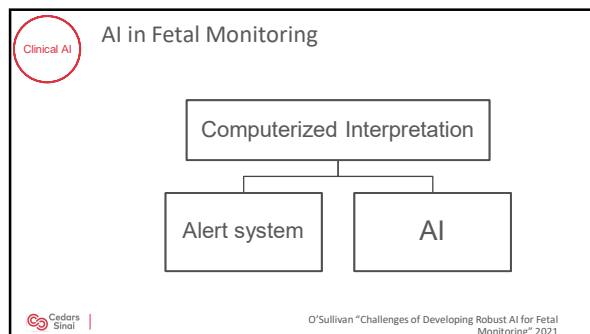 Clinical AI
AI in Fetal Monitoring
Computerized Interpretation
Alert system
AI
Cedars
Sinai
O’Sullivan “Challenges of Developing Robust AI for Fetal
Monitoring” 2021